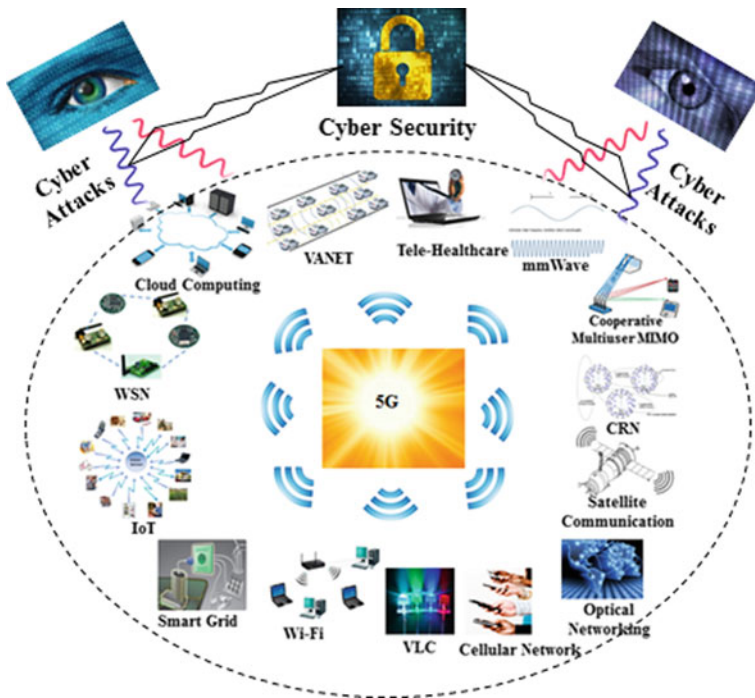 Cyber Security
Cyber
Attacks
Cyber
Attacks
Cloud Computing
VANET
Tele-Healthcare
mmWave
Cooperative
Multiuser MIMO
WSN
5G
CRN
IoT
Satellite
Communication
Smart Grid
Wi-Fi
VLC
Cellular Network
Optical
Networking